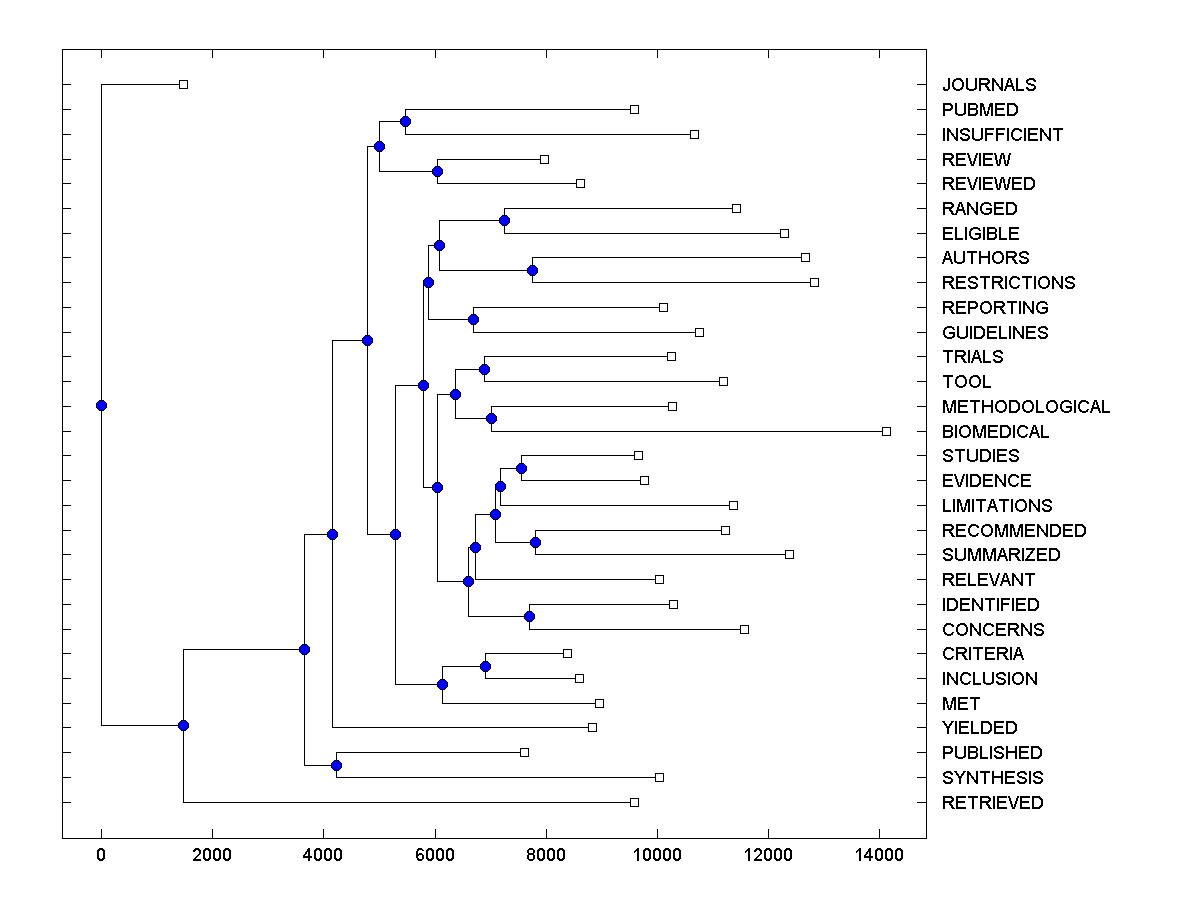 JOURNALS
PUBMED
INSUFFICIENT
REVIEW
REVIEWED
RANGED
ELIGIBLE
AUTHORS
RESTRICTIONS
REPORTING
GUIDELINES
TRIALS
TOOL
METHODOLOGICAL
BIOMEDICAL
STUDIES
EVIDENCE
LIMITATIONS
RECOMMENDED
SUMMARIZED
RELEVANT
IDENTIFIED
CONCERNS
CRITERIA
INCLUSION
MET
YIELDED
PUBLISHED
SYNTHESIS
RETRIEVED
0 2000 4000 6000 8000 10000 12000 14000